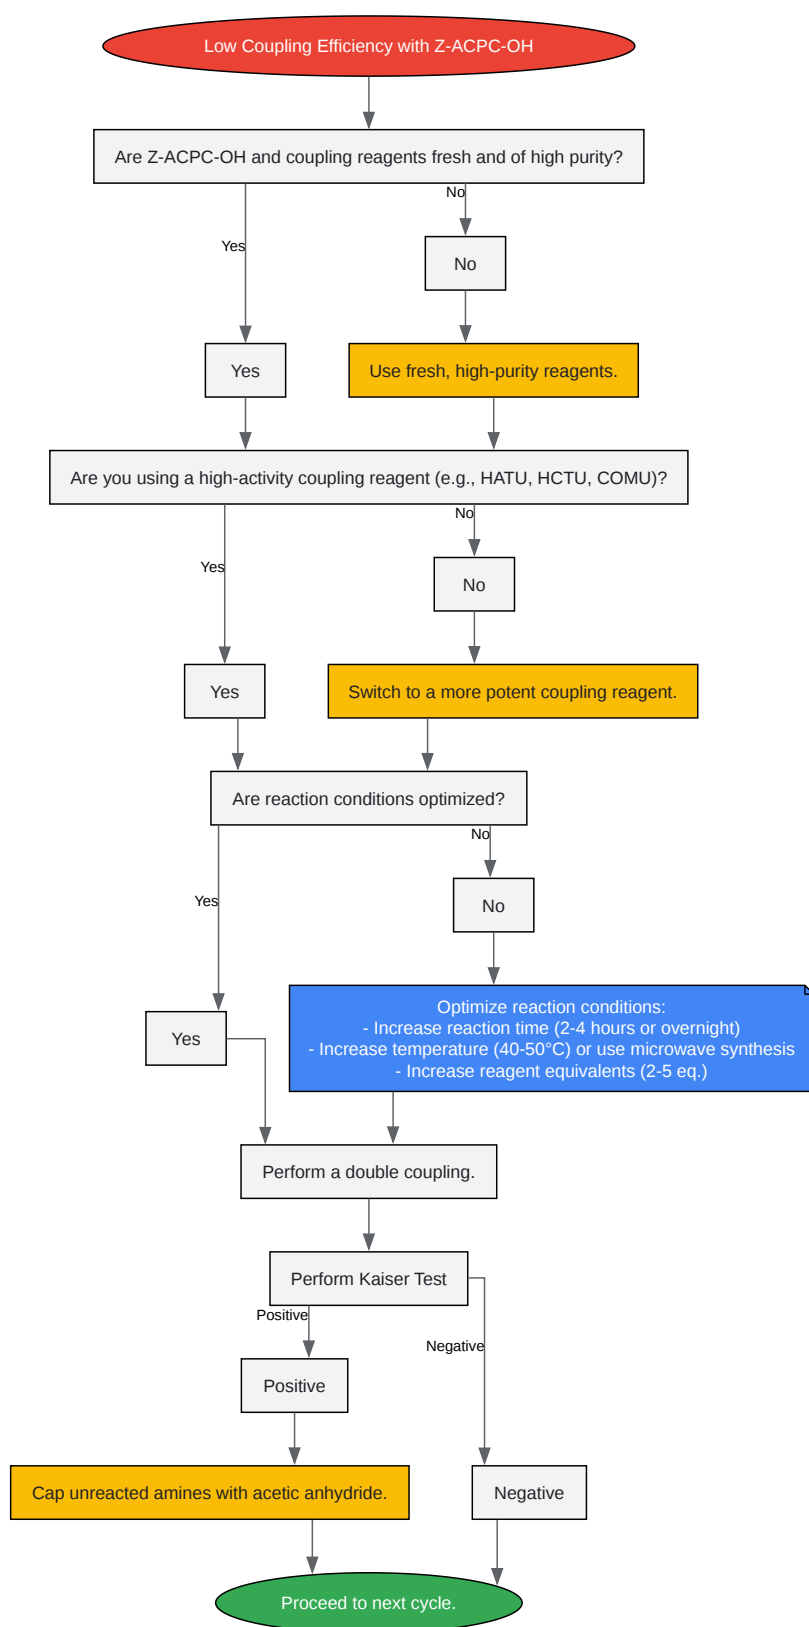 Low Coupling Efficiency with Z-ACPC-OH
Are Z-ACPC-OH and coupling reagents fresh and of high purity?
No
Yes
No
Yes
Use fresh, high-purity reagents.
Are you using a high-activity coupling reagent (e.g., HATU, HCTU, COMU)?
No
Yes
No
Yes
Switch to a more potent coupling reagent.
Are reaction conditions optimized?
No
Yes
No
Optimize reaction conditions:
- Increase reaction time (2-4 hours or overnight)
- Increase temperature (40-50°C) or use microwave synthesis
- Increase reagent equivalents (2-5 eq.)
Yes
Perform a double coupling.
Perform Kaiser Test
Positive
Negative
Positive
Cap unreacted amines with acetic anhydride.
Negative
Proceed to next cycle.